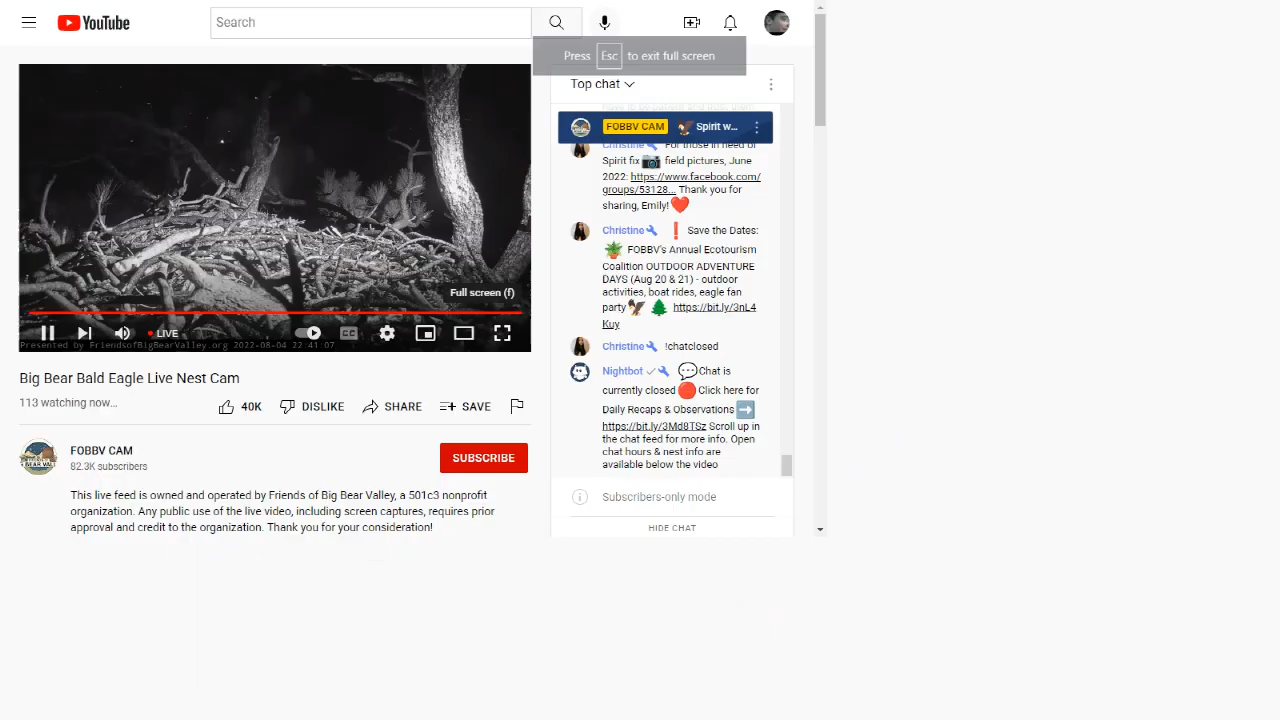 YouTube
Search
Press Esc to exit full screen
Full screen (f)
LIVE
CC
Presented by FriendsofBigBearValley.org 2022-08-04 22:41:07
Big Bear Bald Eagle Live Nest Cam
113 watching now...
40K DISLIKE SHARE SAVE
FOBBV CAM
82.3K subscribers
SUBSCRIBE
This live feed is owned and operated by Friends of Big Bear Valley, a 501c3 nonprofit
organization. Any public use of the live video, including screen captures, requires prior
approval and credit to the organization. Thank you for your consideration!
Top chat
FOBBV CAM 🦅 Spirit w...
Christine For those in need of
Spirit fix 📷 field pictures, June
2022: https://www.facebook.com/
groups/53128... Thank you for
sharing, Emily! ❤️
Christine ❗ Save the Dates:
🪴 FOBBV's Annual Ecotourism
Coalition OUTDOOR ADVENTURE
DAYS (Aug 20 & 21) - outdoor
activities, boat rides, eagle fan
party 🦅 🌲 https://bit.ly/3nL4
Kuy
Christine !chatclosed
Nightbot 💬 Chat is
currently closed 🔴 Click here for
Daily Recaps & Observations ➡️
https://bit.ly/3Md8TSz Scroll up in
the chat feed for more info. Open
chat hours & nest info are
available below the video
Subscribers-only mode
HIDE CHAT